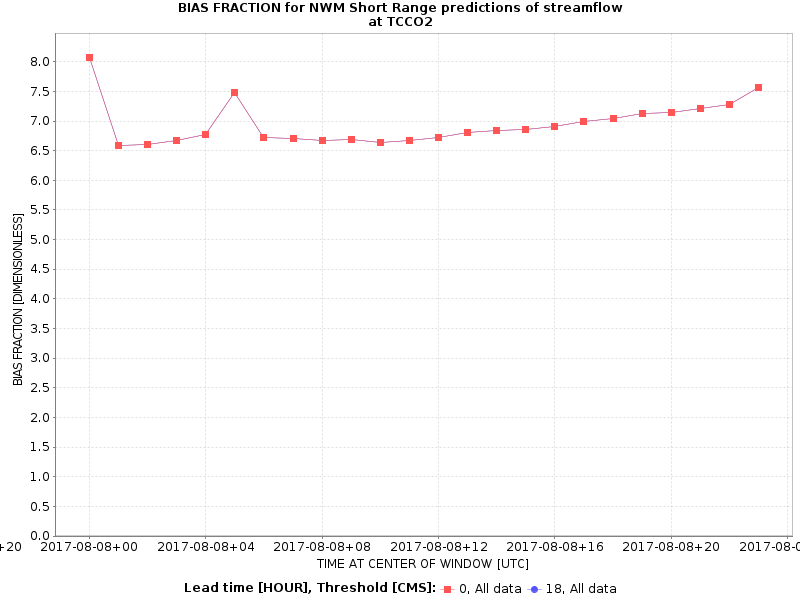 BIAS FRACTION for NWM Short Range predictions of streamflow
at TCCO2
BIAS FRACTION [DIMENSIONLESS]
8.0
7.5
7.0
6.5
6.0
5.5
5.0
4.5
4.0
3.5
3.0
2.5
2.0
1.5
1.0
0.5
0.0
+20 2017-08-08+00 2017-08-08+04 2017-08-08+08 2017-08-08+12 2017-08-08+16 2017-08-08+20 2017-08-0
TIME AT CENTER OF WINDOW [UTC]
Lead time [HOUR], Threshold [CMS]: 0, All data 18, All data